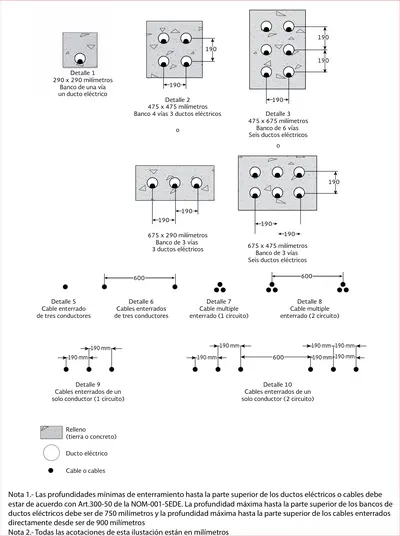 Detalle 1
290 x 290 milímetros
Banco de una vía
un ducto eléctrico
190
190
Detalle 2
475 x 475 milímetros
Banco 4 vías 3 ductos eléctricos
o
190
190
190
Detalle 3
475 x 675 milímetros
Banco de 6 vías
Seis ductos eléctricos
o
190
190
675 x 290 milímetros
Banco de 3 vías
3 ductos eléctricos
190
190
190
675 x 475 milímetros
Banco de 3 vías
Seis ductos eléctricos
600
600
Detalle 5
Cable enterrado
de tres conductores
Detalle 6
Cables enterrados
de tres conductores
Detalle 7
Cable multiple
enterrado (1 circuito)
Detalle 8
Cable multiple
enterrado (2 circuito)
190 mm
190 mm
190 mm
190 mm
600
190 mm
190 mm
190 mm
Detalle 9
Cables enterrados de un
solo conductor (1 circuito)
Detalle 10
Cables enterrados de un
solo conductor (2 circuito)
Relleno
(tierra o concreto)
Ducto eléctrico
Cable o cables
Nota 1.- Las profundidades mínimas de enterramiento hasta la parte superior de los ductos eléctricos o cables debe
estar de acuerdo con Art.300-50 de la NOM-001-SEDE. La profundidad máxima hasta la parte superior de los bancos de
ductos eléctricos debe ser de 750 milímetros y la profundidad máxima hasta la parte superior de los cables enterrados
directamente desde ser de 900 milímetros
Nota 2.- Todas las acotaciones de esta ilustación están en milímetros